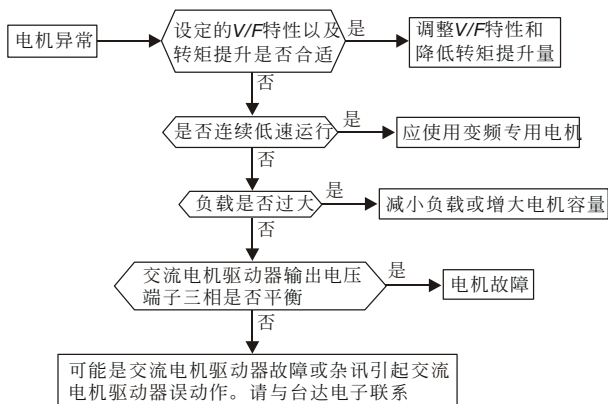 电机异常
设定的V/F特性以及
转矩提升是否合适
是
调整V/F特性和
降低转矩提升量
否
是否连续低速运行
是
应使用变频专用电机
否
负载是否过大
是
减小负载或增大电机容量
否
交流电机驱动器输出电压
端子三相是否平衡
是
电机故障
否
可能是交流电机驱动器故障或杂讯引起交流
电机驱动器误动作。请与台达电子联系